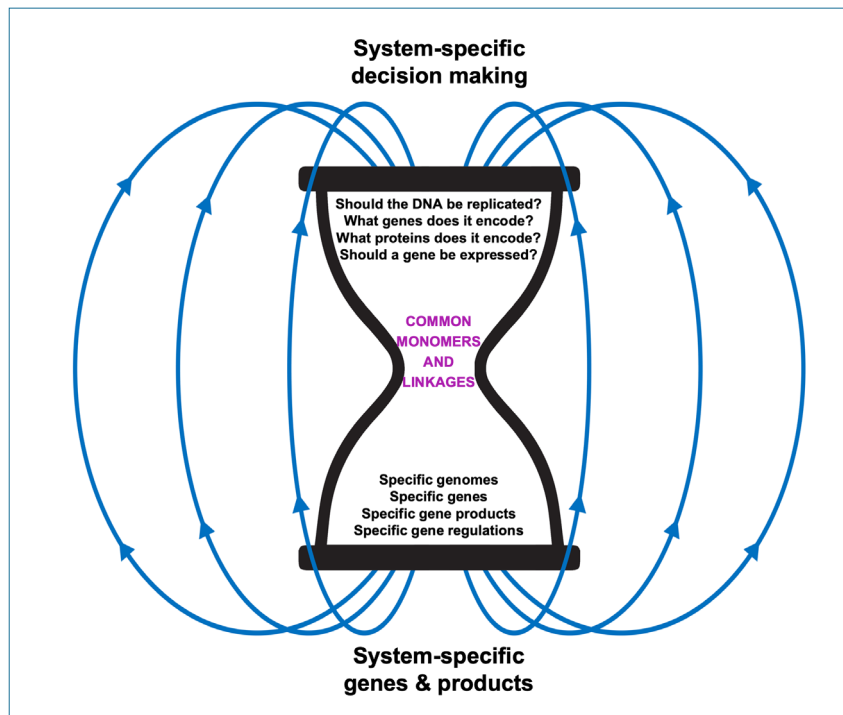 System-specific
decision making
Should the DNA be replicated?
What genes does it encode?
What proteins does it encode?
Should a gene be expressed?
COMMON
MONOMERS
AND
LINKAGES
Specific genomes
Specific genes
Specific gene products
Specific gene regulations
System-specific
genes & products